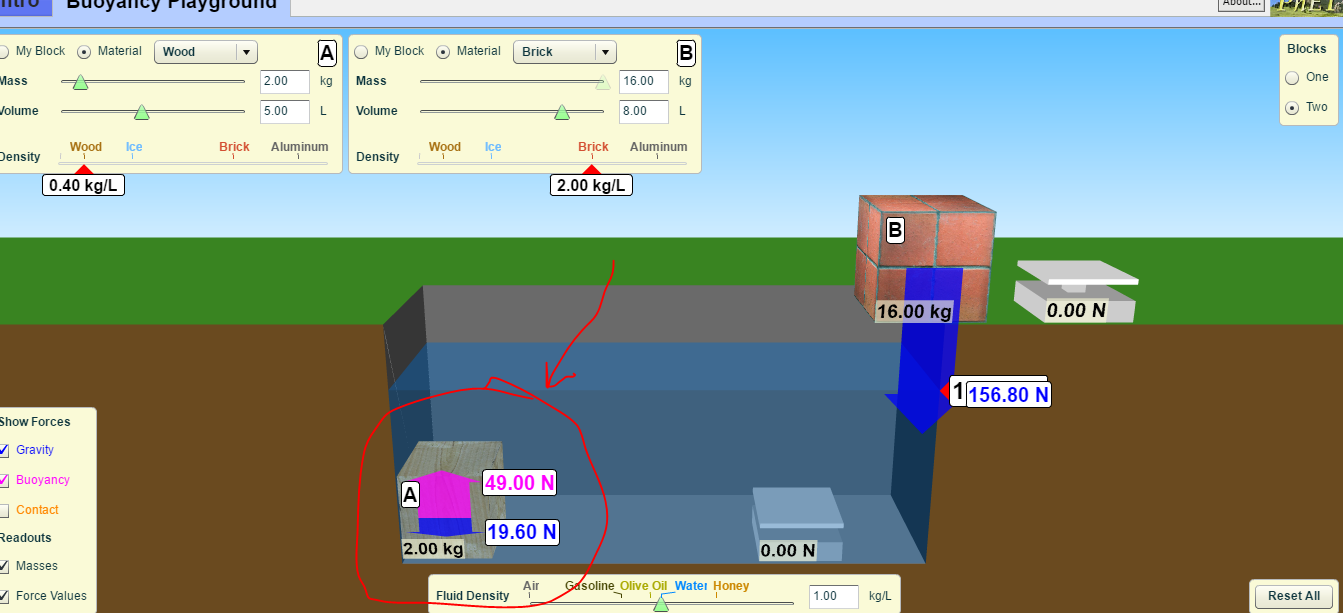 Buoyancy Playground
About...
PhET
My Block Material Wood A
Mass 2.00 kg
Volume 5.00 L
Wood Ice Brick Aluminum
Density
0.40 kg/L
My Block Material Brick B
Mass 16.00 kg
Volume 8.00 L
Wood Ice Brick Aluminum
Density
2.00 kg/L
Blocks
One
Two
B
16.00 kg
0.00 N
156.80 N
A
49.00 N
19.60 N
2.00 kg
0.00 N
Show Forces
Gravity
Buoyancy
Contact
Readouts
Masses
Force Values
Air Gasoline Olive Oil Water Honey
Fluid Density 1.00 kg/L
Reset All